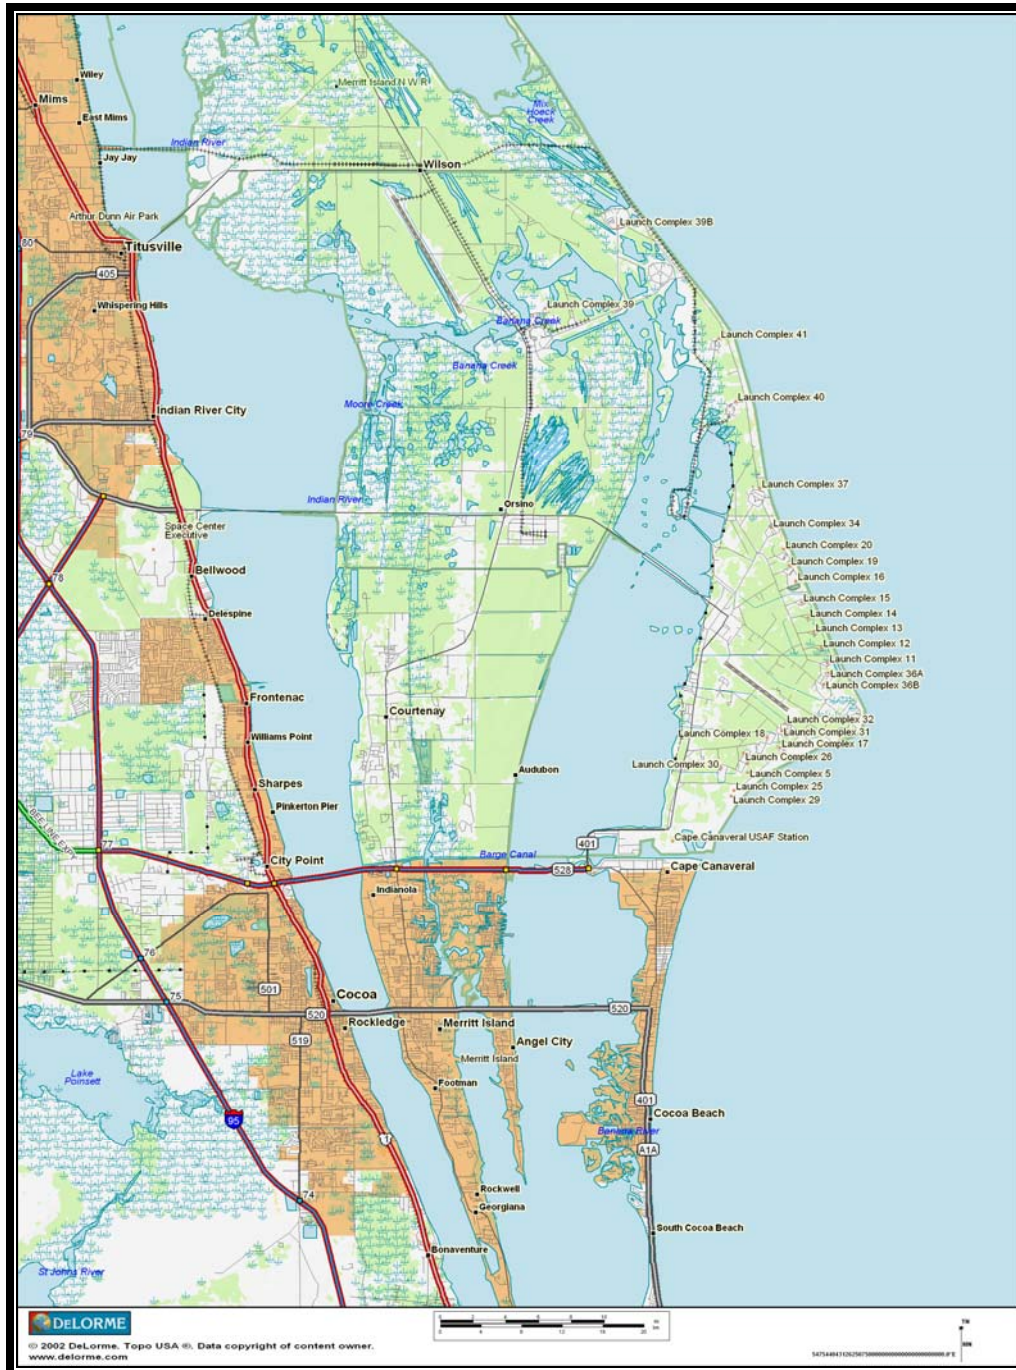 Wiley
Merritt Island N W R
Mims
Mix
Hoeck
Creek
East Mims
Indian River
Jay Jay
Wilson
Arthur Dunn Air Park
Launch Complex 39B
80
Titusville
405
Whispering Hills
Launch Complex 39
Banana Creek
Launch Complex 41
Banana Creek
Moore Creek
Launch Complex 40
Indian River City
79
Launch Complex 37
Indian River
Orsino
Space Center
Executive
Launch Complex 34
Launch Complex 20
Launch Complex 19
Launch Complex 16
Bellwood
78
Launch Complex 15
Delespine
Launch Complex 14
Launch Complex 13
Launch Complex 12
Launch Complex 11
Launch Complex 36A
Launch Complex 36B
Frontenac
Courtenay
Launch Complex 32
Launch Complex 18
Launch Complex 31
Williams Point
Launch Complex 17
Launch Complex 26
Launch Complex 30
Audubon
Launch Complex 5
Sharpes
Launch Complex 25
Launch Complex 29
Pinkerton Pier
BEE LINE EXPY
77
401
Cape Canaveral USAF Station
City Point
Barge Canal
528
Cape Canaveral
Indianola
76
501
75
Cocoa
520
520
Rockledge
Merritt Island
519
Angel City
Merritt Island
Lake
Poinsett
Footman
401
95
Cocoa Beach
1
Banana River
A1A
74
Rockwell
Georgiana
South Cocoa Beach
Bonaventure
St Johns River
DELORME
© 2002 DeLorme. Topo USA ®. Data copyright of content owner.
www.delorme.com